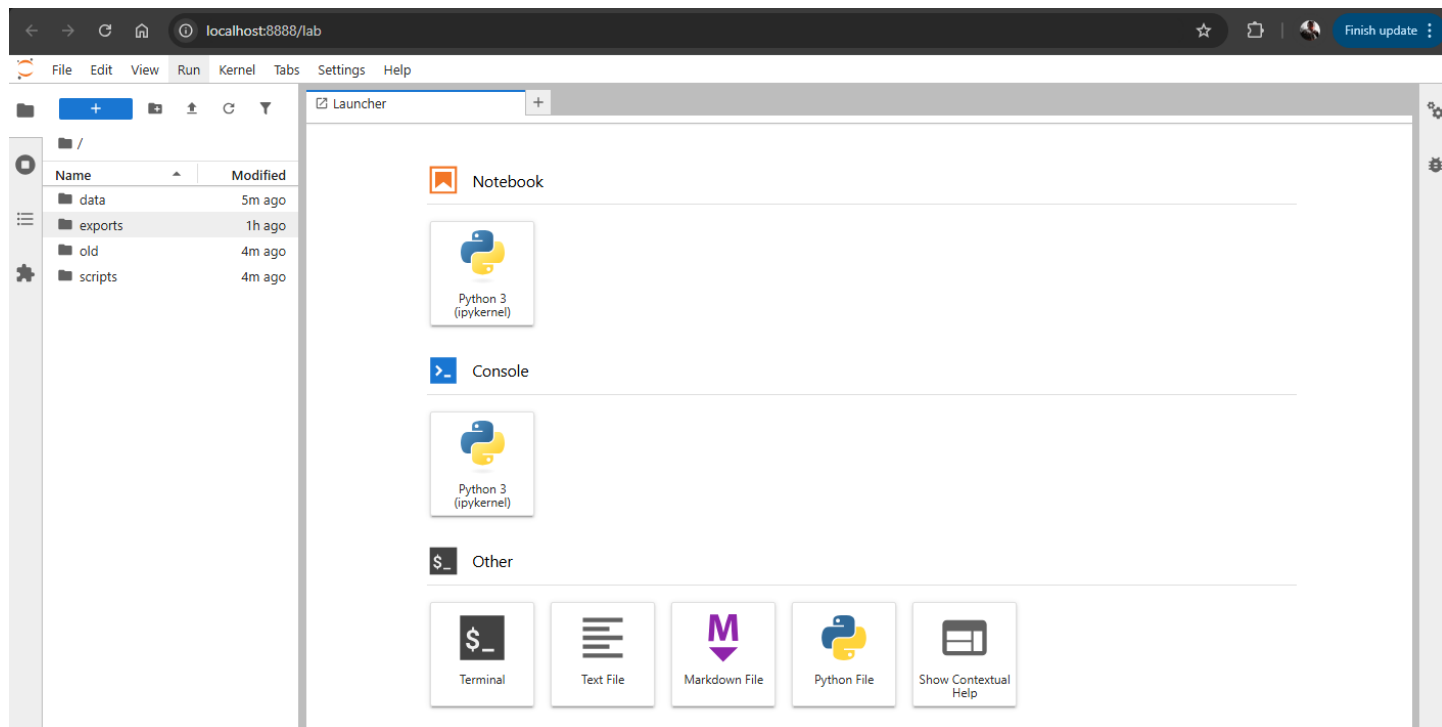 localhost:8888/lab
Finish update
File Edit View Run Kernel Tabs Settings Help
+
Launcher
+
/
Name Modified
data 5m ago
exports 1h ago
old 4m ago
scripts 4m ago
Notebook
Python 3
(ipykernel)
>_ Console
Python 3
(ipykernel)
$_ Other
$_
M
Terminal
Text File
Markdown File
Python File
Show Contextual
Help